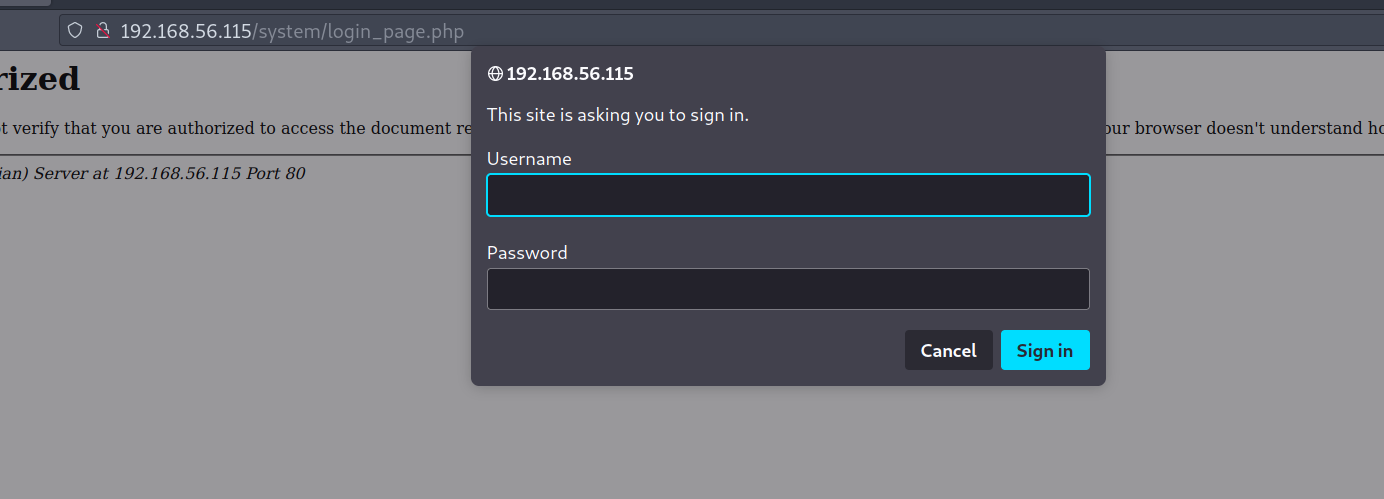 192.168.56.115/system/login_page.php
rized
192.168.56.115
This site is asking you to sign in.
t verify that you are authorized to access the document re
our browser doesn't understand ho
Username
ian) Server at 192.168.56.115 Port 80
Password
Cancel
Sign in